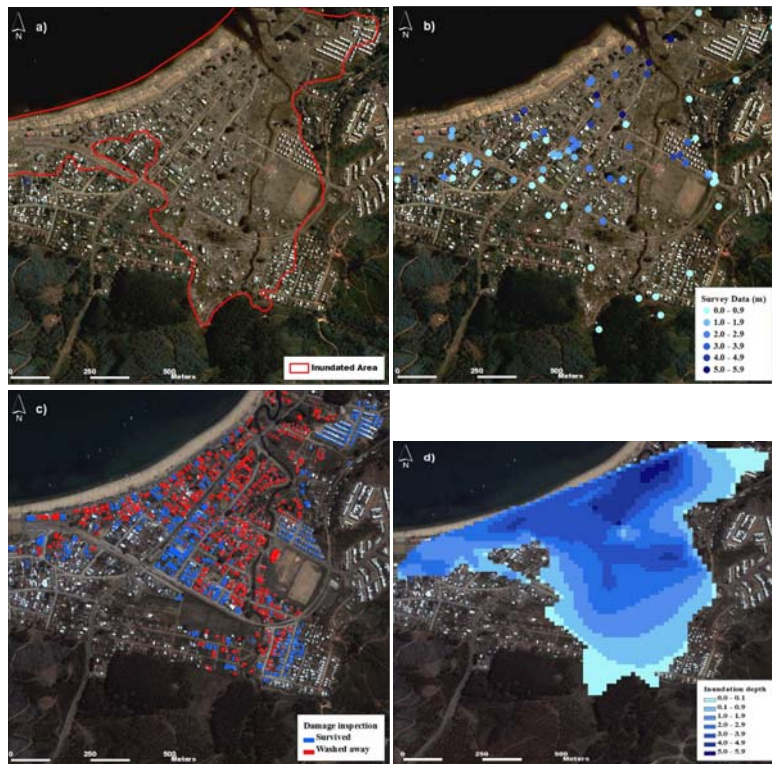 N a)
Inundated Area
0 250 500
Meters
N b)
Survey Data (m)
0.0 - 0.9
1.0 - 1.9
2.0 - 2.9
3.0 - 3.9
4.0 - 4.9
5.0 - 5.9
0 250 500
Meters
N c)
Damage inspection
Survived
Washed away
0 250 500
Meters
N d)
Inundation depth
0.0 - 0.1
0.1 - 0.9
1.0 - 1.9
2.0 - 2.9
3.0 - 3.9
4.0 - 4.9
5.0 - 5.9
0 250 500
Meters